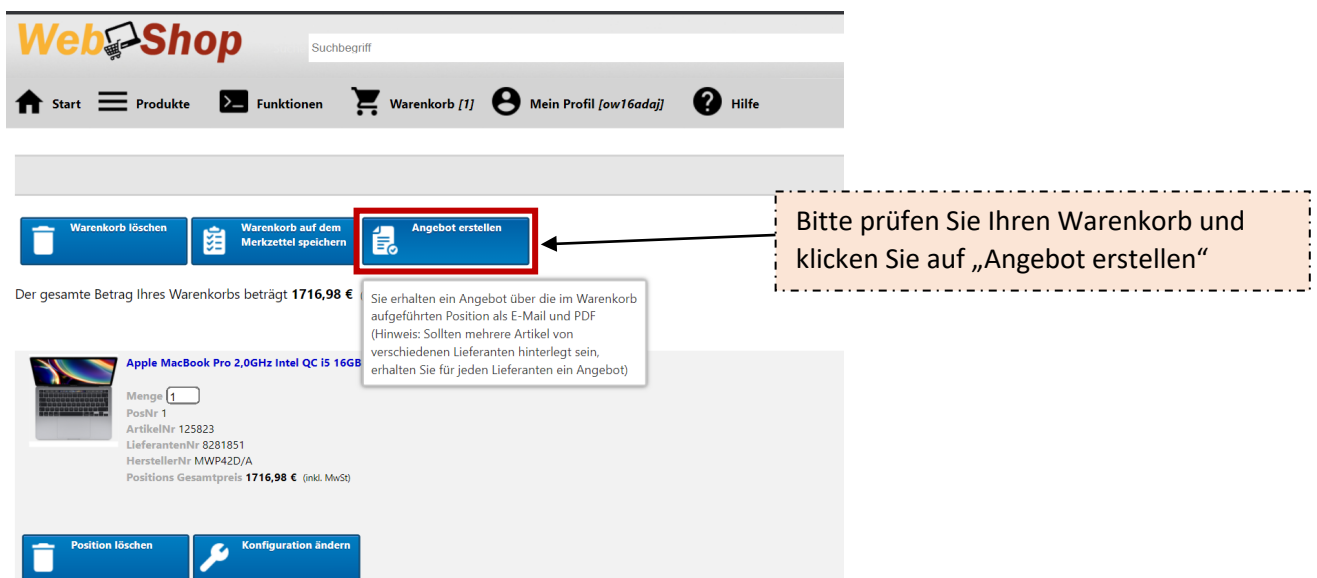 WebShop
Suchbegriff
Start Produkte Funktionen Warenkorb [1] Mein Profil [ow16adaj] Hilfe
Warenkorb löschen
Warenkorb auf dem
Merkzettel speichern
Angebot erstellen
Bitte prüfen Sie Ihren Warenkorb und
klicken Sie auf „Angebot erstellen“
Der gesamte Betrag Ihres Warenkorbs beträgt 1716,98 € (
Sie erhalten ein Angebot über die im Warenkorb
aufgeführten Position als E-Mail und PDF
(Hinweis: Sollten mehrere Artikel von
verschiedenen Lieferanten hinterlegt sein,
erhalten Sie für jeden Lieferanten ein Angebot)
Apple MacBook Pro 2,0GHz Intel QC i5 16GB
Menge 1
PosNr 1
ArtikelNr 125823
LieferantenNr 8281851
HerstellerNr MWP42D/A
Positions Gesamtpreis 1716,98 € (inkl. MwSt)
Position löschen
Konfiguration ändern